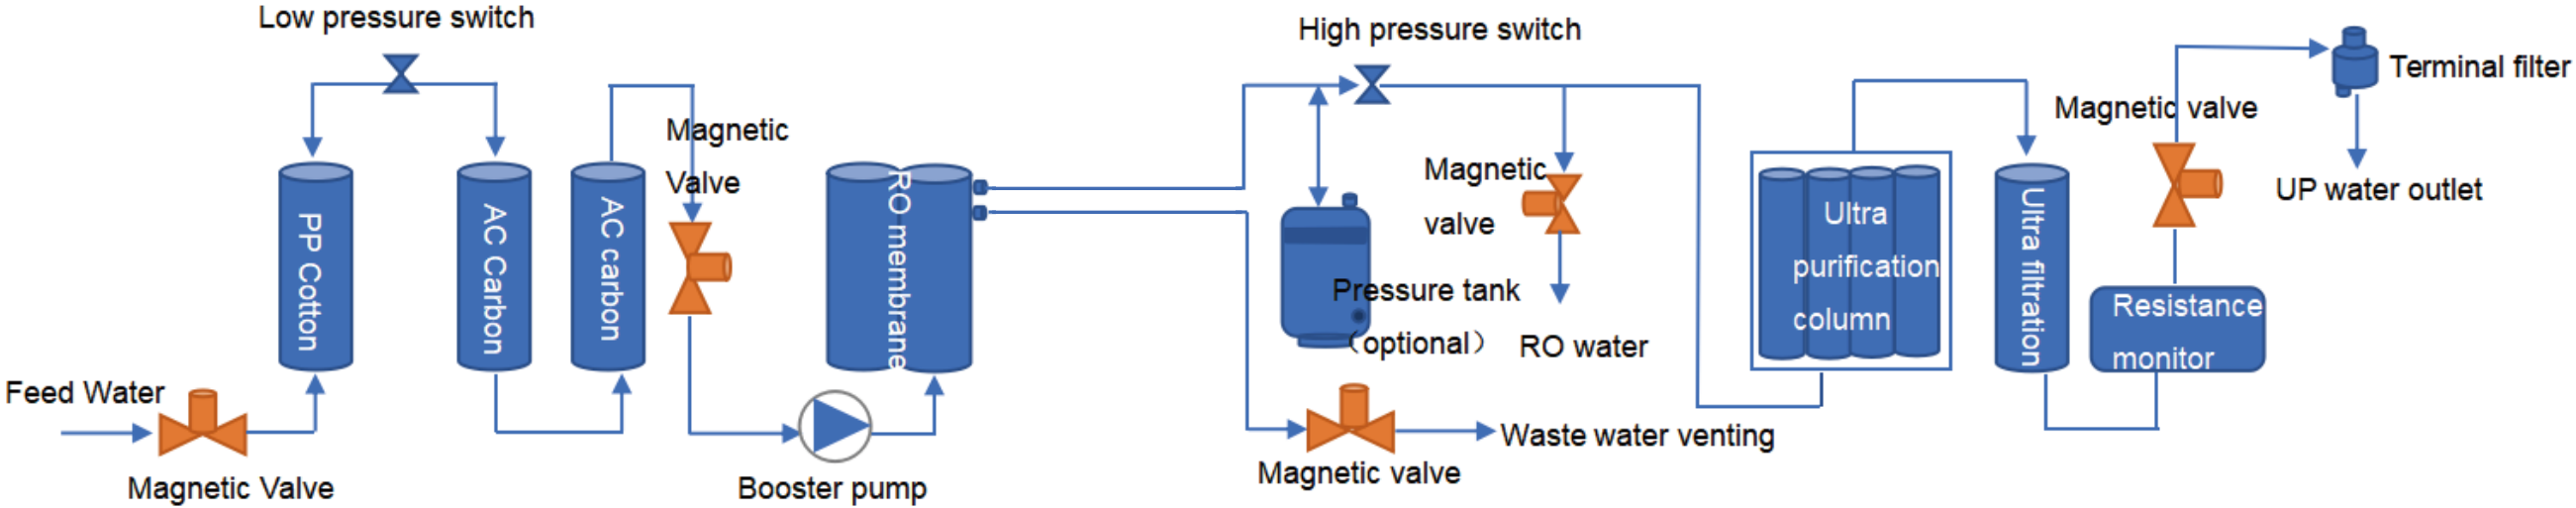 Low pressure switch
High pressure switch
Terminal filter
Magnetic
Valve
Magnetic valve
Magnetic
valve
UP water outlet
PP Cotton
AC Carbon
AC carbon
RO membrane
Ultra
purification
column
Ultra filtration
Pressure tank
（optional）
RO water
Resistance
monitor
Feed Water
Magnetic Valve
Booster pump
Waste water venting
Magnetic valve